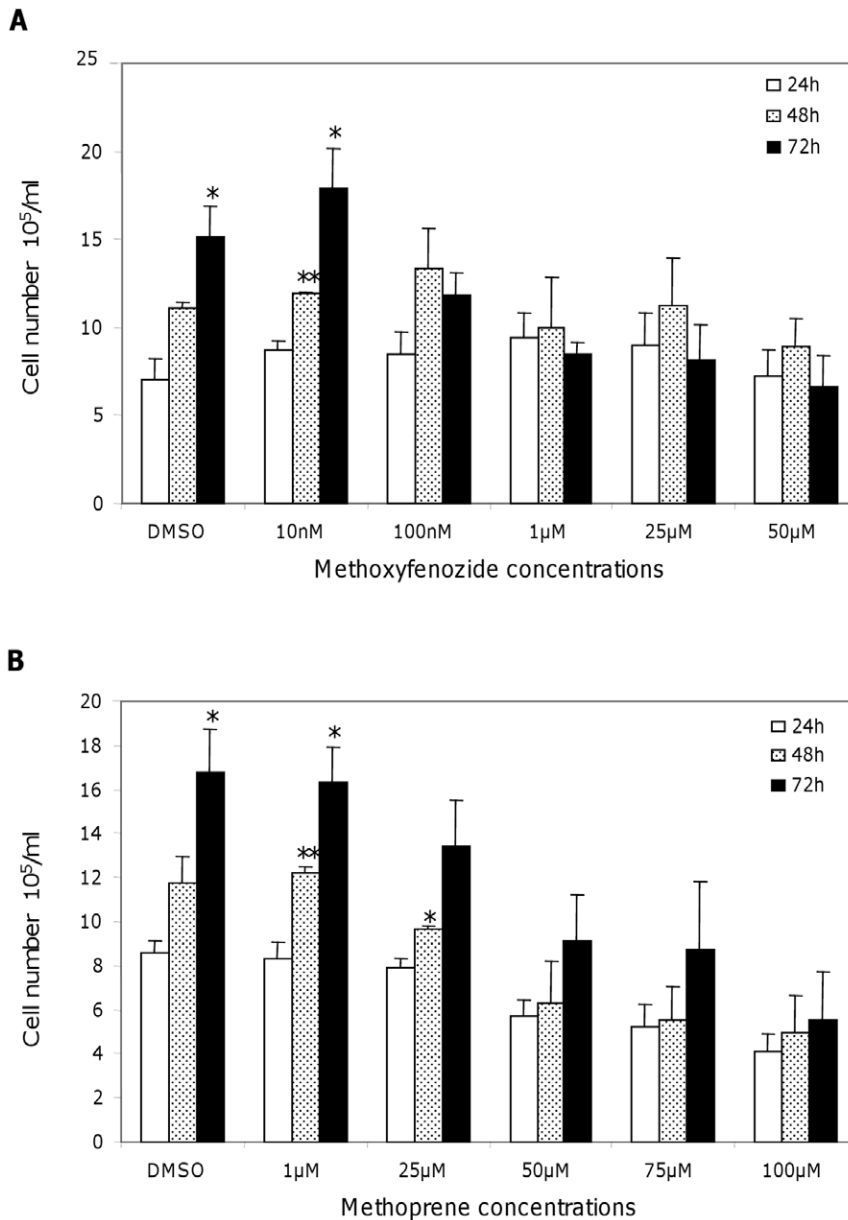 A
25
20
15
10
5
0
Cell number 10⁵/ml
24h
48h
72h
*
**
*
DMSO 10nM 100nM 1µM 25µM 50µM
Methoxyfenozide concentrations
B
20
18
16
14
12
10
8
6
4
2
0
Cell number 10⁵/ml
24h
48h
72h
*
**
*
*
DMSO 1µM 25µM 50µM 75µM 100µM
Methoprene concentrations